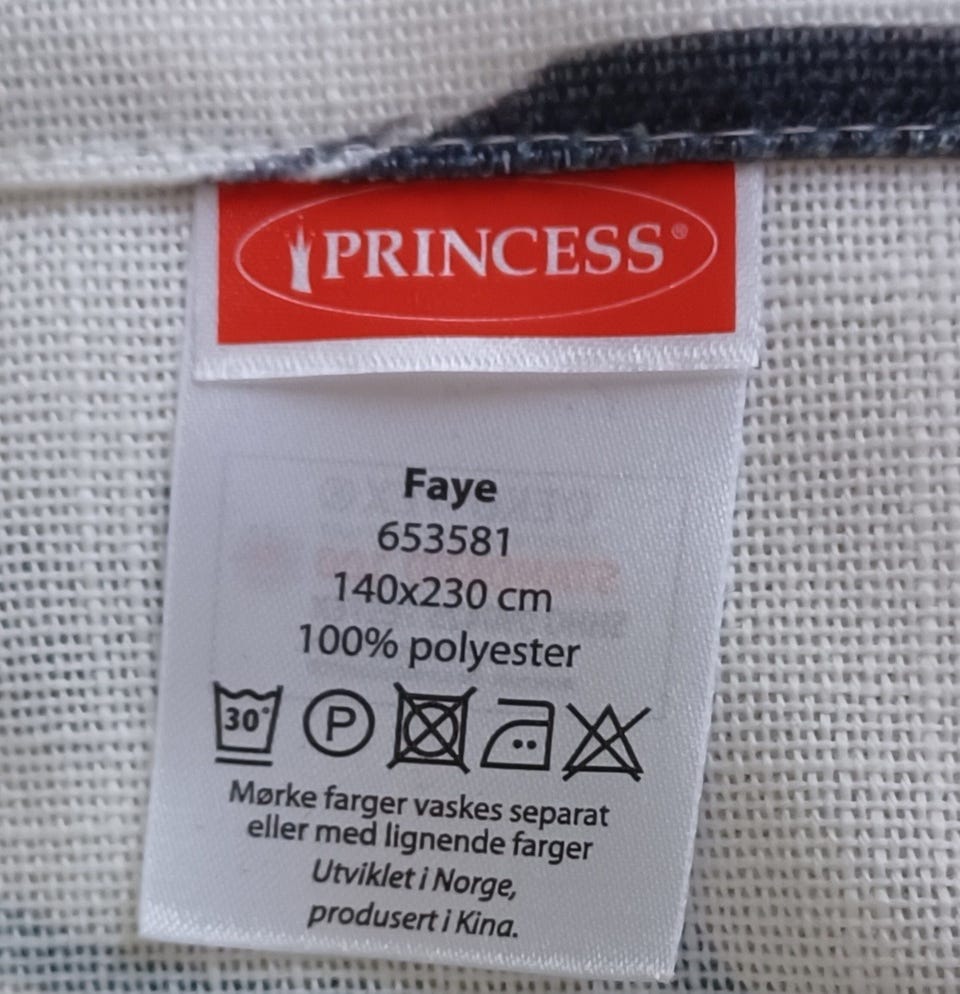 PRINCESS®
Faye
653581
140x230 cm
100% polyester
30° P
Mørke farger vaskes separat
eller med lignende farger
Utviklet i Norge,
produsert i Kina.